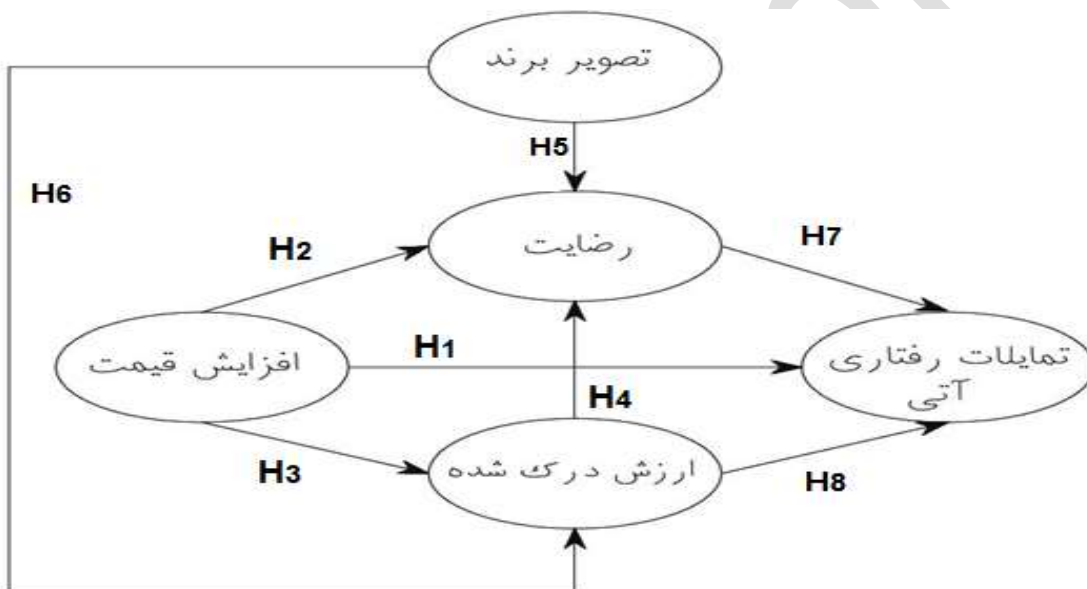 تصویر برند
H5
H6
H2
رضایت
H7
افزایش قیمت
H1
تمایلات رفتاری
آتی
H4
H3
ارزش درک شده
H8